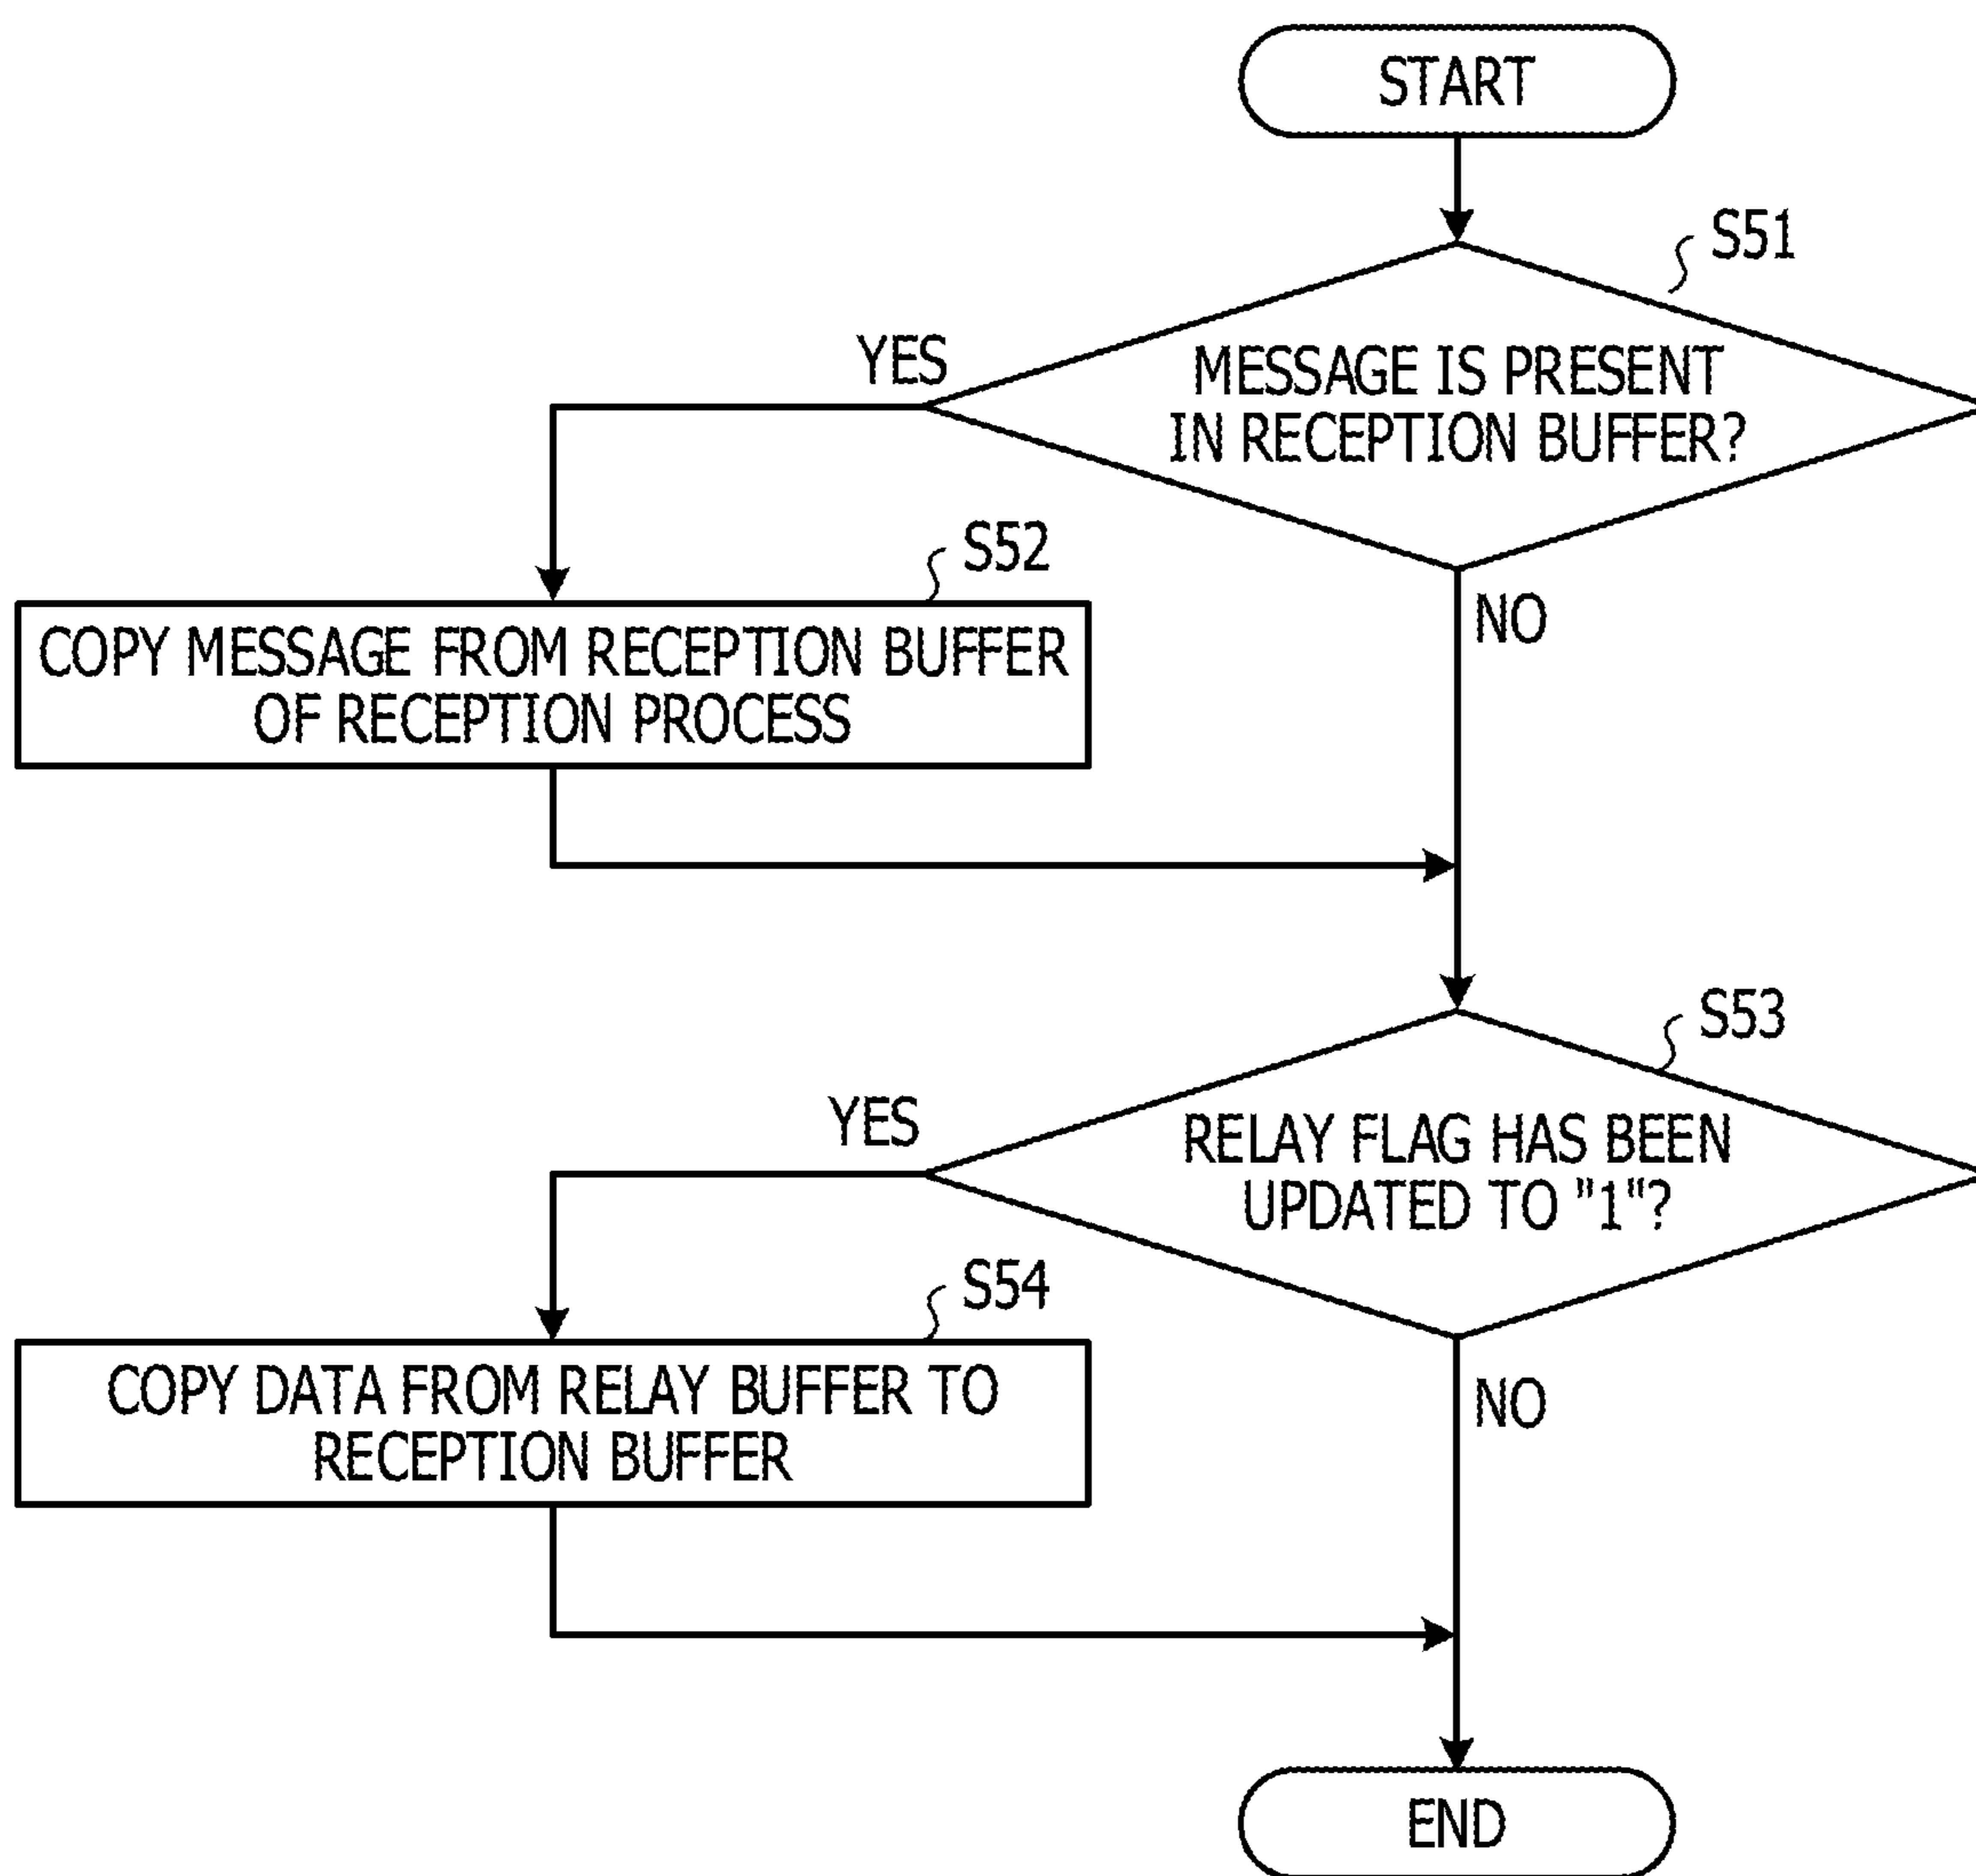 START
S51
YES
MESSAGE IS PRESENT
IN RECEPTION BUFFER?
S52
NO
COPY MESSAGE FROM RECEPTION BUFFER
OF RECEPTION PROCESS
S53
YES
RELAY FLAG HAS BEEN
UPDATED TO "1"?
S54
NO
COPY DATA FROM RELAY BUFFER TO
RECEPTION BUFFER
END